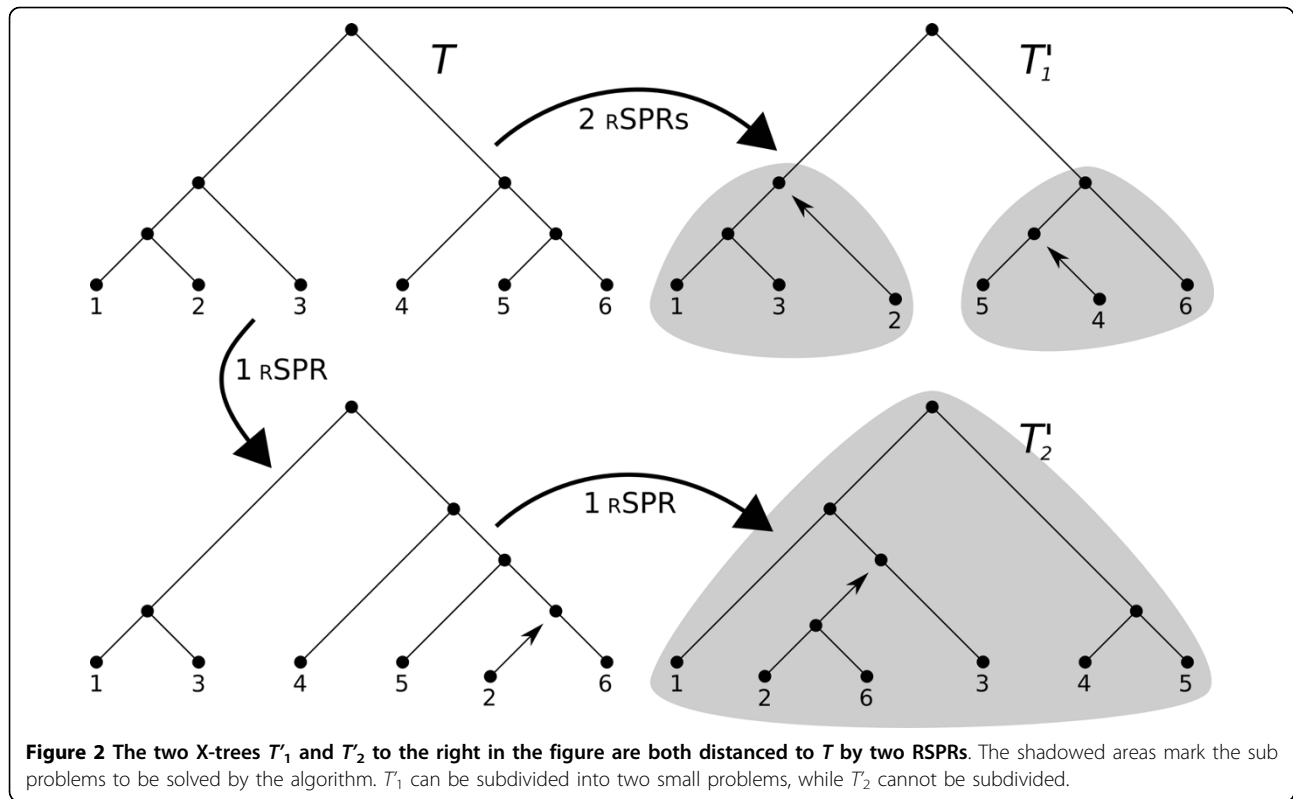 T
T'1
2 RSPRs
1 2 3 4 5 6
1 3 2 5 4 6
1 RSPR
T'2
1 RSPR
1 3 4 5 2 6
1 2 6 3 4 5
Figure 2 The two X-trees T′1 and T′2 to the right in the figure are both distanced to T by two RSPRs. The shadowed areas mark the sub
problems to be solved by the algorithm. T′1 can be subdivided into two small problems, while T′2 cannot be subdivided.